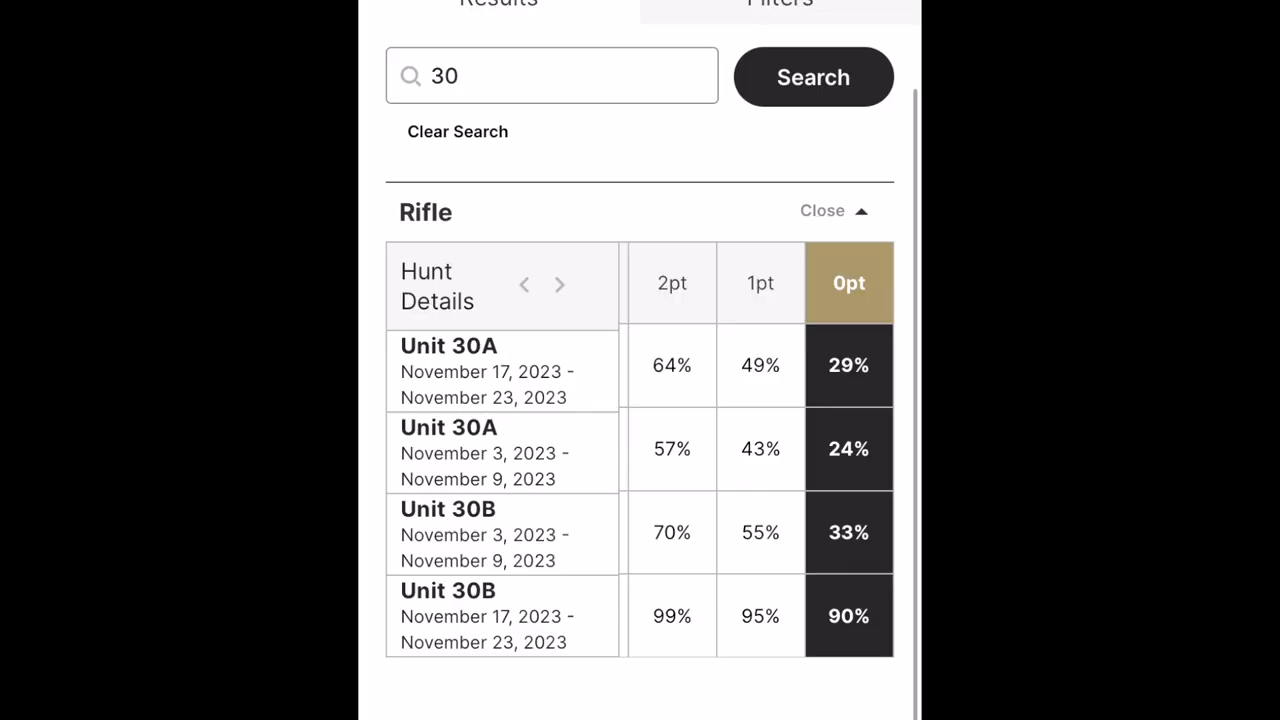 Results Filters
30 Search
Clear Search
Rifle Close
Hunt Details 2pt 1pt 0pt
Unit 30A
November 17, 2023 -
November 23, 2023
64% 49% 29%
Unit 30A
November 3, 2023 -
November 9, 2023
57% 43% 24%
Unit 30B
November 3, 2023 -
November 9, 2023
70% 55% 33%
Unit 30B
November 17, 2023 -
November 23, 2023
99% 95% 90%